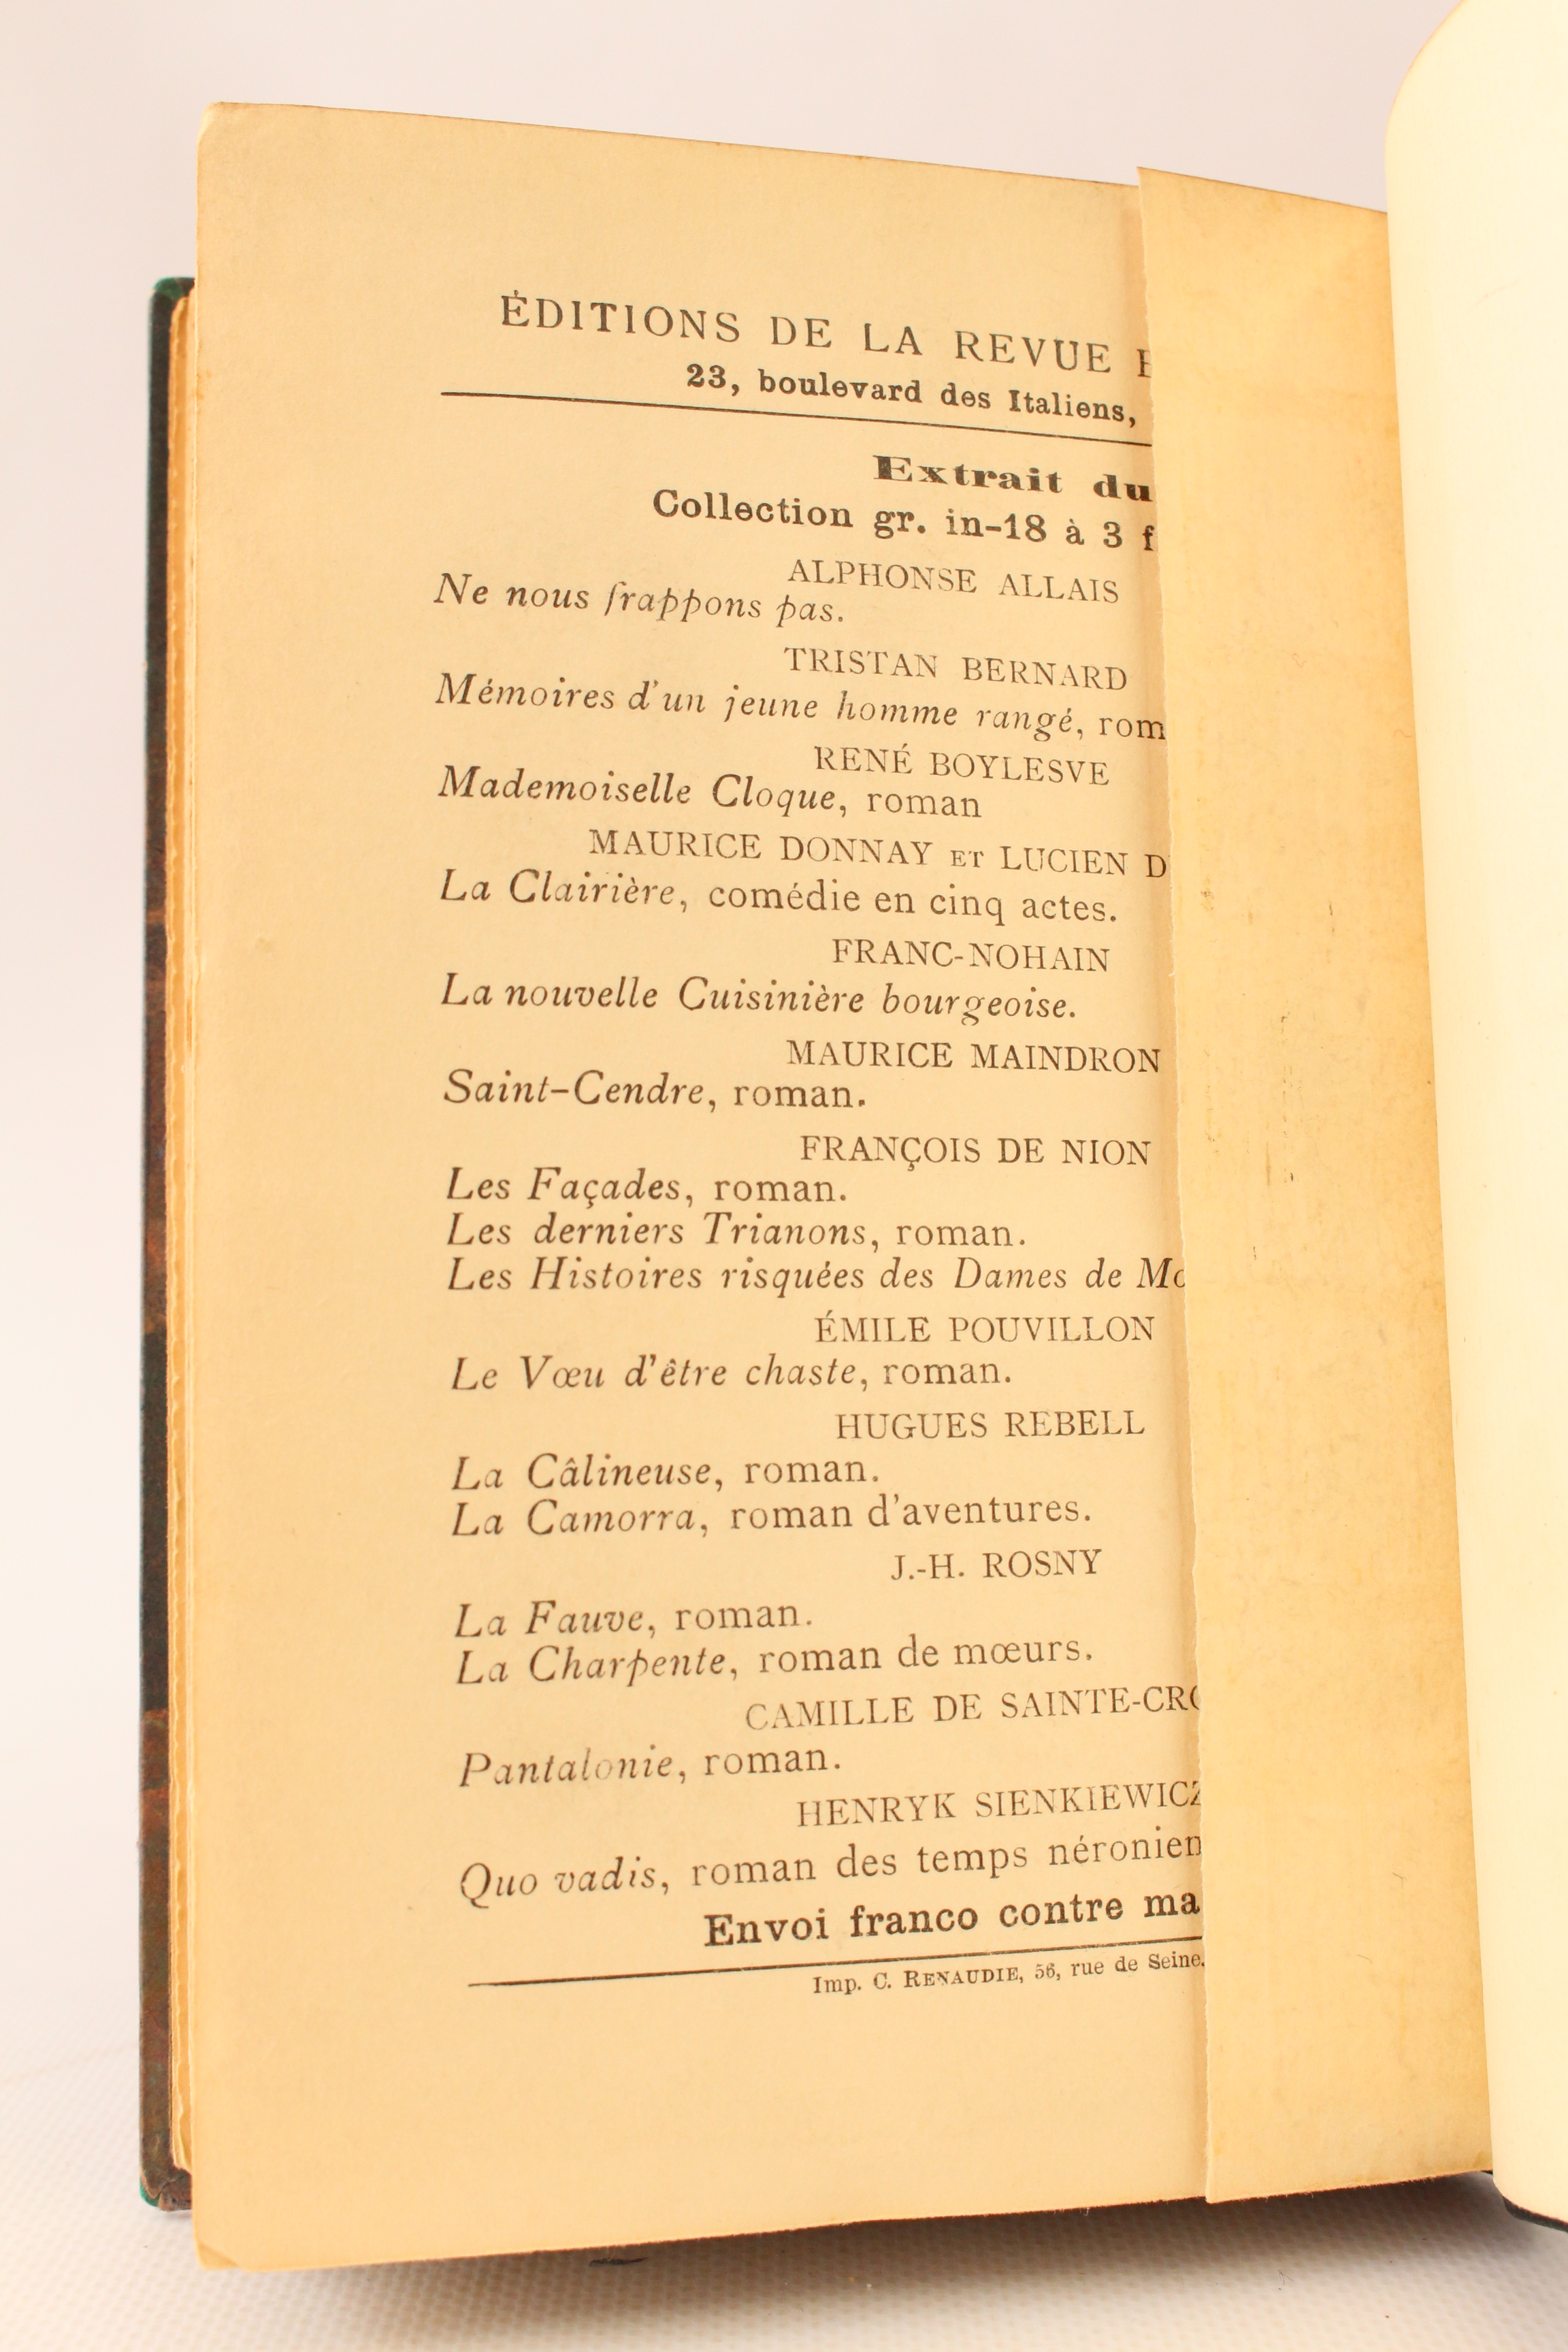 ÉDITIONS DE LA REVUE
23, boulevard des Italiens,
Extrait du
Collection gr. in-18 à 3 f
ALPHONSE ALLAIS
Ne nous frappons pas.
TRISTAN BERNARD
Mémoires d'un jeune homme rangé, rom
RENÉ BOYLESVE
Mademoiselle Cloque, roman
MAURICE DONNAY ET LUCIEN D
La Clairière, comédie en cinq actes.
FRANC-NOHAIN
La nouvelle Cuisinière bourgeoise.
MAURICE MAINDRON
Saint-Cendre, roman.
FRANÇOIS DE NION
Les Façades, roman.
Les derniers Trianons, roman.
Les Histoires risquées des Dames de Mo
ÉMILE POUVILLON
Le Vœu d'être chaste, roman.
HUGUES REBELL
La Câlineuse, roman.
La Camorra, roman d'aventures.
J.-H. ROSNY
La Fauve, roman.
La Charpente, roman de mœurs.
CAMILLE DE SAINTE-CRO
Pantalonie, roman.
HENRYK SIENKIEWICZ
Quo vadis, roman des temps néronien
Envoi franco contre ma
Imp. C. RENAUDIE, 56, rue de Seine.